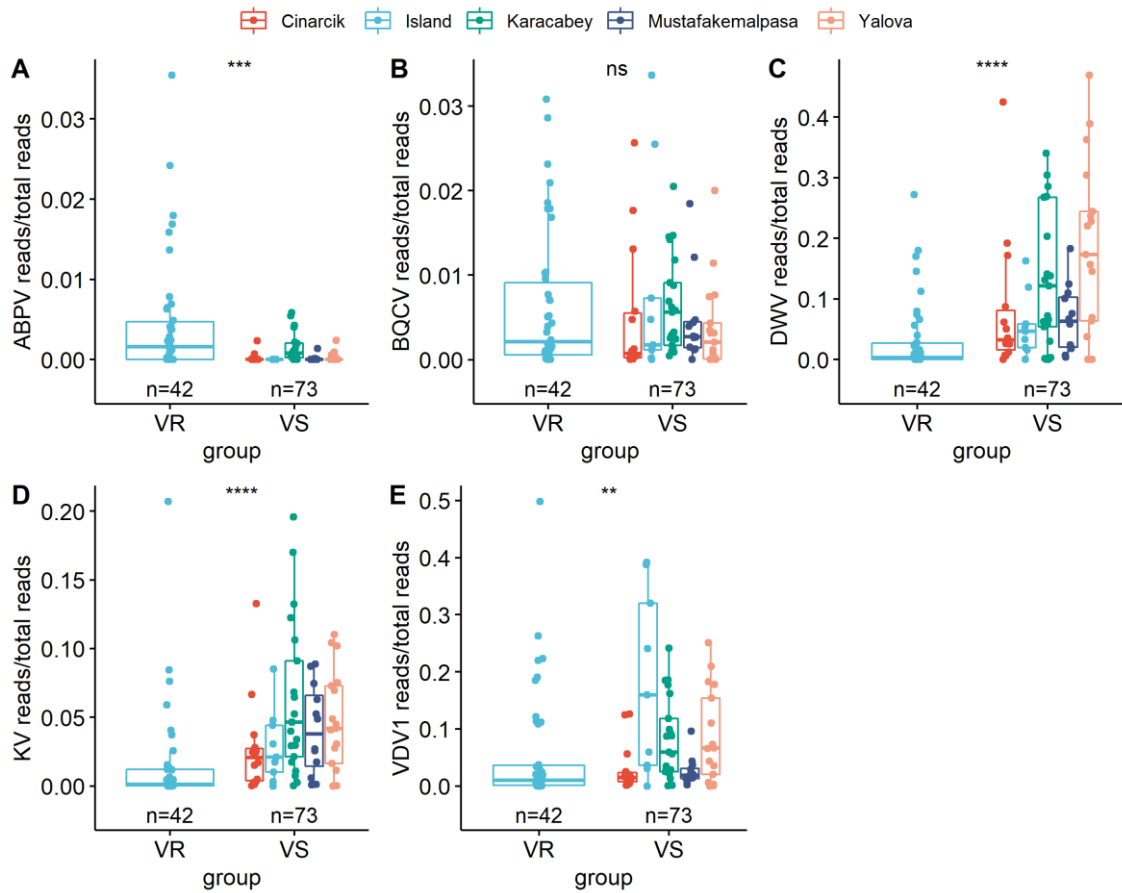 Cinarcik Island Karacabey Mustafakemalpasa Yalova
A
***
ABPV reads/total reads
0.03
0.02
0.01
0.00
n=42 n=73
VR VS
group
B
ns
BQCV reads/total reads
0.03
0.02
0.01
0.00
n=42 n=73
VR VS
group
C
****
DWV reads/total reads
0.4
0.3
0.2
0.1
0.0
n=42 n=73
VR VS
group
D
****
KV reads/total reads
0.20
0.15
0.10
0.05
0.00
n=42 n=73
VR VS
group
E
**
VDV1 reads/total reads
0.5
0.4
0.3
0.2
0.1
0.0
n=42 n=73
VR VS
group